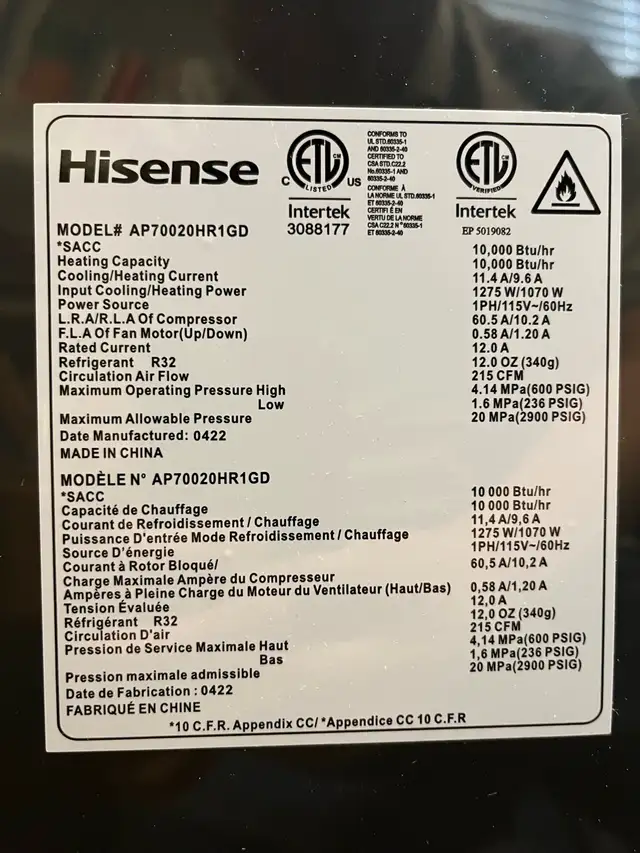 Hisense
C ETL CM LISTED US
Intertek
3088177
CONFORMS TO
UL STD.60335-1
AND 60335-2-40
CERTIFIED TO
CSA STD.C22.2
No.60335-1 AND
60335-2-40
CONFORME À
LA NORME UL STD.60335-1
ET 60335-2-40
CERTIFI É EN
VERTU DE LA NORME
CSA C22.2 N°60335-1
ET 60335-2-40
ETL CM VERIFIED
Intertek
EP 5019082
MODEL# AP70020HR1GD
*SACC 10,000 Btu/hr
Heating Capacity 10,000 Btu/hr
Cooling/Heating Current 11.4 A/9.6 A
Input Cooling/Heating Power 1275 W/1070 W
Power Source 1PH/115V~/60Hz
L.R.A/R.L.A Of Compressor 60.5 A/10.2 A
F.L.A Of Fan Motor(Up/Down) 0.58 A/1.20 A
Rated Current 12.0 A
Refrigerant R32 12.0 OZ (340g)
Circulation Air Flow 215 CFM
Maximum Operating Pressure High 4.14 MPa(600 PSIG)
Low 1.6 MPa(236 PSIG)
Maximum Allowable Pressure 20 MPa(2900 PSIG)
Date Manufactured: 0422
MADE IN CHINA
MODÈLE N° AP70020HR1GD
*SACC 10 000 Btu/hr
Capacité de Chauffage 10 000 Btu/hr
Courant de Refroidissement / Chauffage 11,4 A/9,6 A
Puissance D'entrée Mode Refroidissement / Chauffage 1275 W/1070 W
Source D'énergie 1PH/115V~/60Hz
Courant à Rotor Bloqué/ 60,5 A/10,2 A
Charge Maximale Ampère du Compresseur
Ampères à Pleine Charge du Moteur du Ventilateur (Haut/Bas) 0,58 A/1,20 A
Tension Évaluée 12,0 A
Réfrigérant R32 12,0 OZ (340g)
Circulation D'air 215 CFM
Pression de Service Maximale Haut 4,14 MPa(600 PSIG)
Bas 1,6 MPa(236 PSIG)
Pression maximale admissible 20 MPa(2900 PSIG)
Date de Fabrication : 0422
FABRIQUÉ EN CHINE
*10 C.F.R. Appendix CC/ *Appendice CC 10 C.F.R